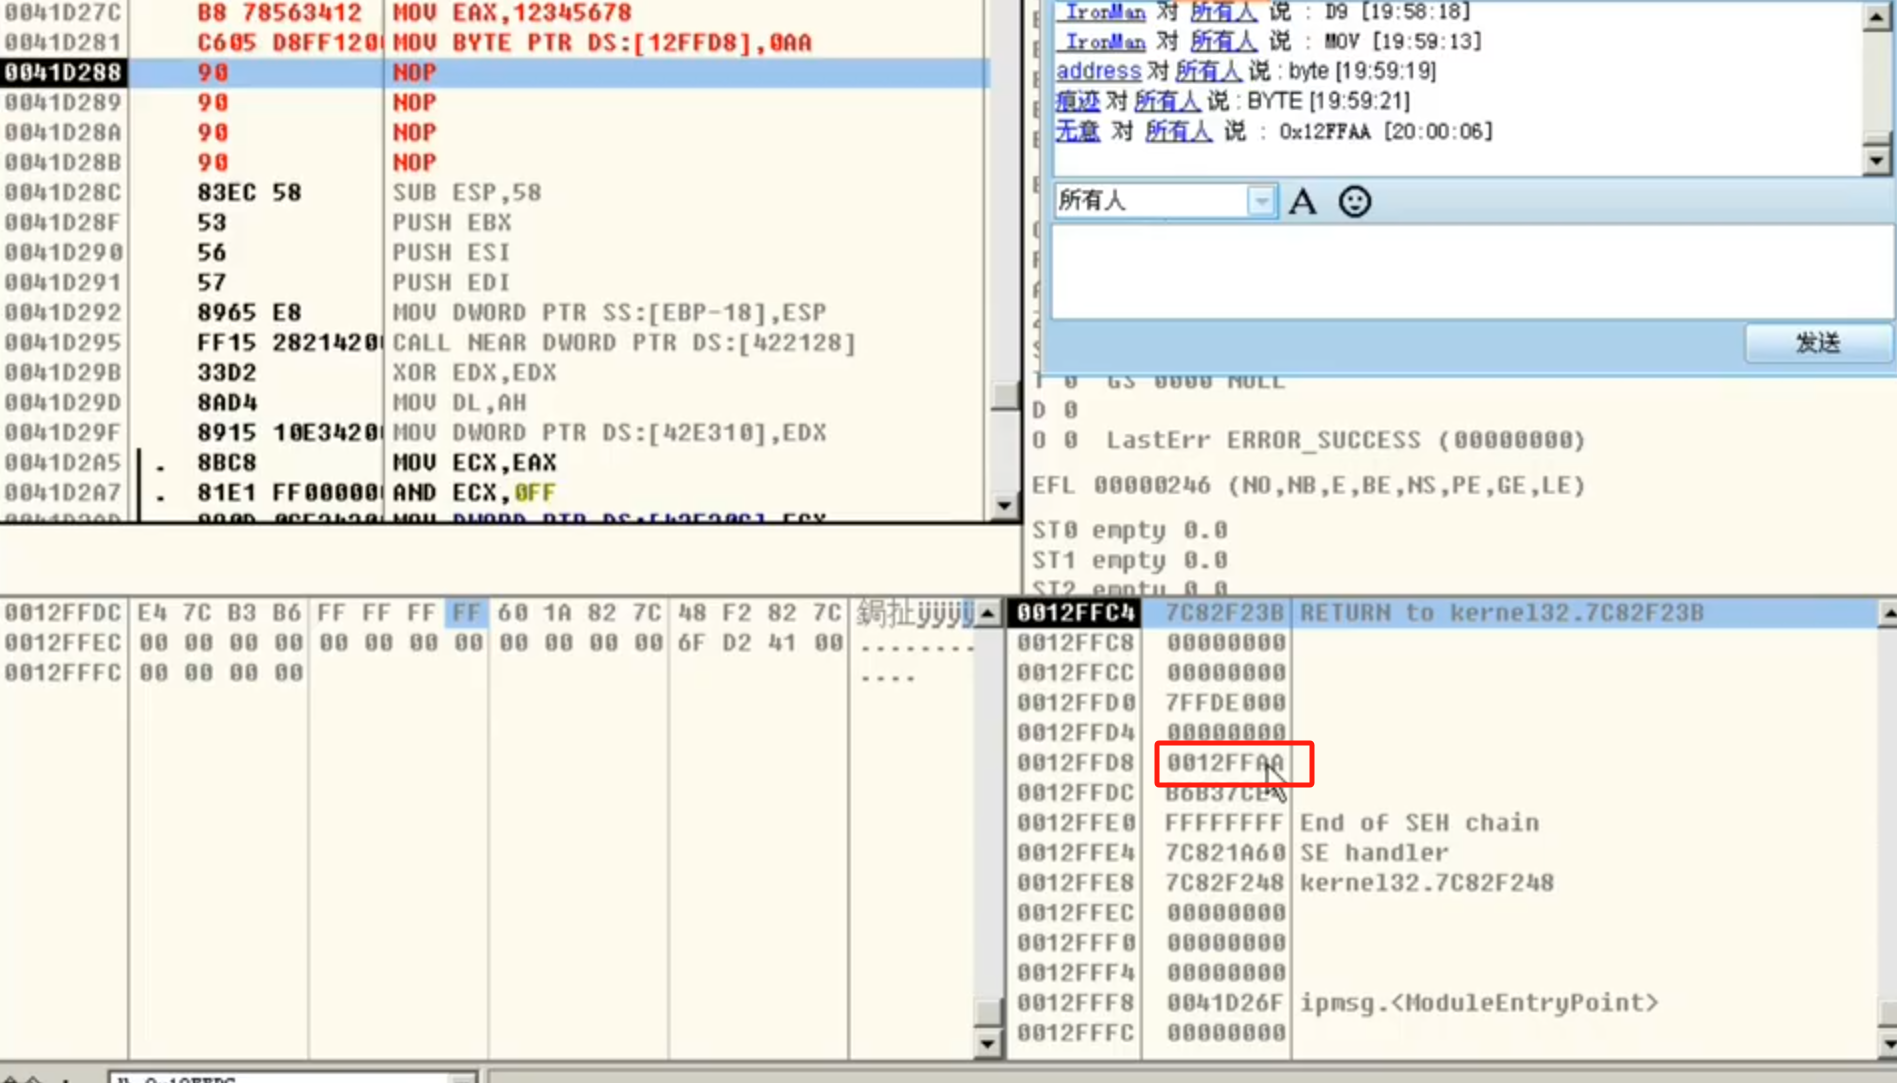 0041D27C B8 78563412 MOV EAX,12345678
0041D281 C605 D8FF120 MOV BYTE PTR DS:[12FFD8],0AA
0041D288 90 NOP
0041D289 90 NOP
0041D28A 90 NOP
0041D28B 90 NOP
0041D28C 83EC 58 SUB ESP,58
0041D28F 53 PUSH EBX
0041D290 56 PUSH ESI
0041D291 57 PUSH EDI
0041D292 8965 E8 MOV DWORD PTR SS:[EBP-18],ESP
0041D295 FF15 2821420 CALL NEAR DWORD PTR DS:[422128]
0041D29B 33D2 XOR EDX,EDX
0041D29D 8AD4 MOV DL,AH
0041D29F 8915 10E3420 MOV DWORD PTR DS:[42E310],EDX
0041D2A5 . 8BC8 MOV ECX,EAX
0041D2A7 . 81E1 FF00000 AND ECX,0FF
IronMan 对 所有人 说 : D9 [19:58:18]
IronMan 对 所有人 说 : MOV [19:59:13]
address 对 所有人 说 : byte [19:59:19]
痕迹 对 所有人 说 : BYTE [19:59:21]
无意 对 所有人 说 : 0x12FFAA [20:00:06]
所有人 A
发送
T 0 GS 0000 NULL
D 0
O 0 LastErr ERROR_SUCCESS (00000000)
EFL 00000246 (NO,NB,E,BE,NS,PE,GE,LE)
ST0 empty 0.0
ST1 empty 0.0
ST2 empty 0.0
0012FFDC E4 7C B3 B6 FF FF FF FF 60 1A 82 7C 48 F2 82 7C
0012FFEC 00 00 00 00 00 00 00 00 00 00 00 00 6F D2 41 00 ........
0012FFFC 00 00 00 00 ....
0012FFC4 7C82F23B RETURN to kernel32.7C82F23B
0012FFC8 00000000
0012FFCC 00000000
0012FFD0 7FFDE000
0012FFD4 00000000
0012FFD8 0012FFAA
0012FFDC B6B37CE4
0012FFE0 FFFFFFFF End of SEH chain
0012FFE4 7C821A60 SE handler
0012FFE8 7C82F248 kernel32.7C82F248
0012FFEC 00000000
0012FFF0 00000000
0012FFF4 00000000
0012FFF8 0041D26F ipmsg.<ModuleEntryPoint>
0012FFFC 00000000